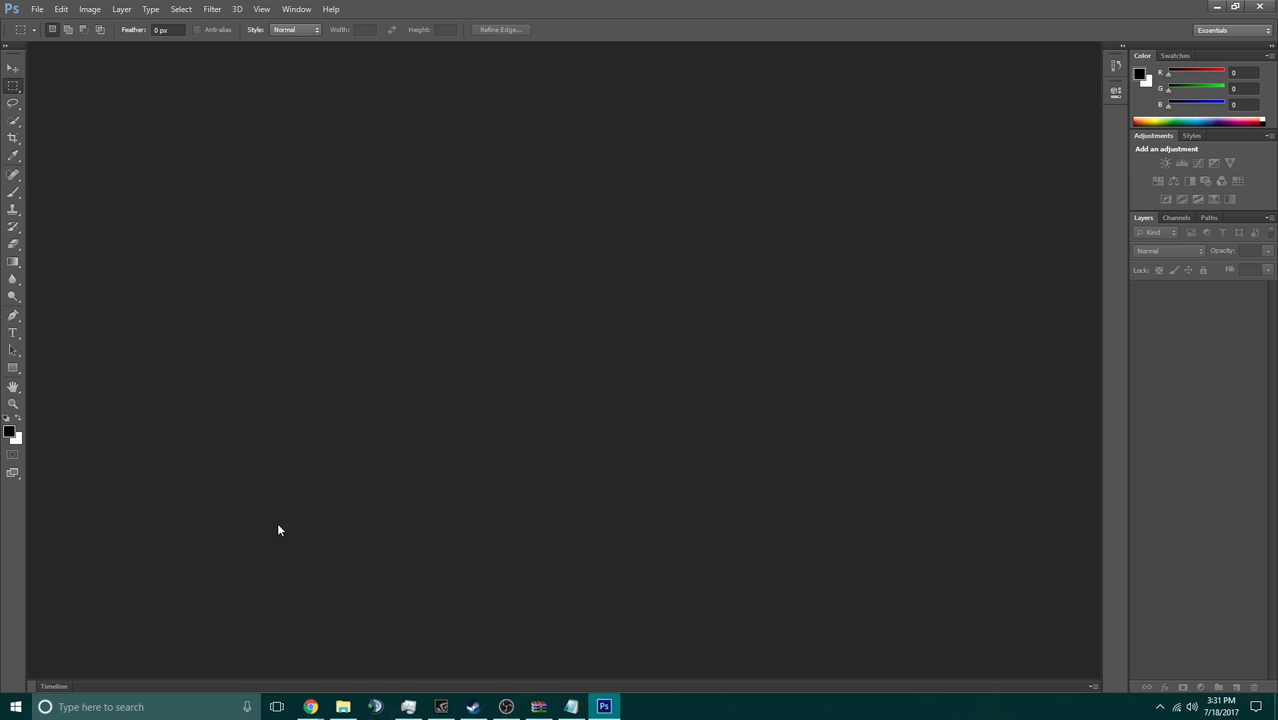 Ps File Edit Image Layer Type Select Filter 3D View Window Help
Feather: 0 px Anti-alias Style: Normal Width: Height: Refine Edge... Essentials
Color Swatches
R 0
G 0
B 0
Adjustments Styles
Add an adjustment
Layers Channels Paths
Kind
Normal Opacity:
Lock: Fill:
T
Timeline
Type here to search
Ps
3:31 PM
7/18/2017